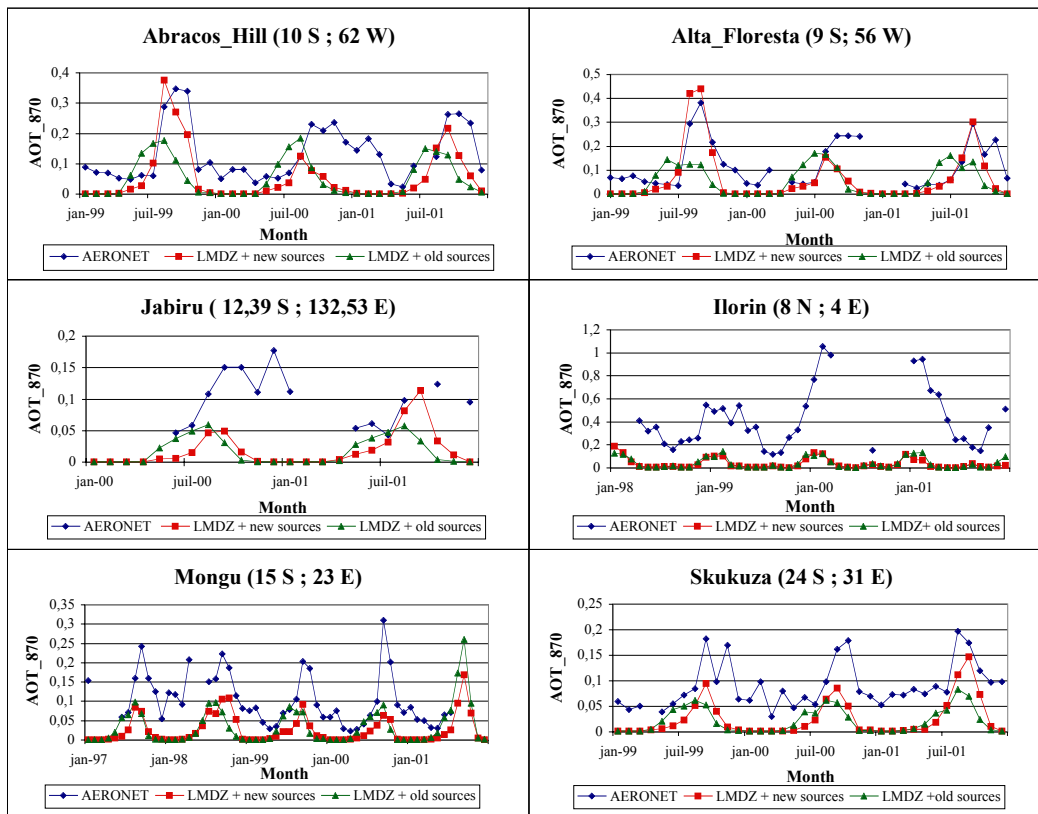 Abracos_Hill (10 S ; 62 W)
0,4
0,3
0,2
0,1
0
AOT_870
jan-99 juil-99 jan-00 juil-00 jan-01 juil-01
Month
AERONET LMDZ + new sources LMDZ + old sources
Alta_Floresta (9 S; 56 W)
0,5
0,4
0,3
0,2
0,1
0
AOT_870
jan-99 juil-99 jan-00 juil-00 jan-01 juil-01
Month
AERONET LMDZ + new sources LMDZ + old sources
Jabiru ( 12,39 S ; 132,53 E)
0,2
0,15
0,1
0,05
0
AOT_870
jan-00 juil-00 jan-01 juil-01
Month
AERONET LMDZ + new sources LMDZ + old sources
Ilorin (8 N ; 4 E)
1,2
1
0,8
0,6
0,4
0,2
0
AOT_870
jan-98 jan-99 jan-00 jan-01
Month
AERONET LMDZ + new sources LMDZ+ old sources
Mongu (15 S ; 23 E)
0,35
0,3
0,25
0,2
0,15
0,1
0,05
0
AOT_870
jan-97 jan-98 jan-99 jan-00 jan-01
Month
AERONET LMDZ + new sources LMDZ + old sources
Skukuza (24 S ; 31 E)
0,25
0,2
0,15
0,1
0,05
0
AOT_870
jan-99 juil-99 jan-00 juil-00 jan-01 juil-01
Month
AERONET LMDZ + new sources LMDZ +old sources